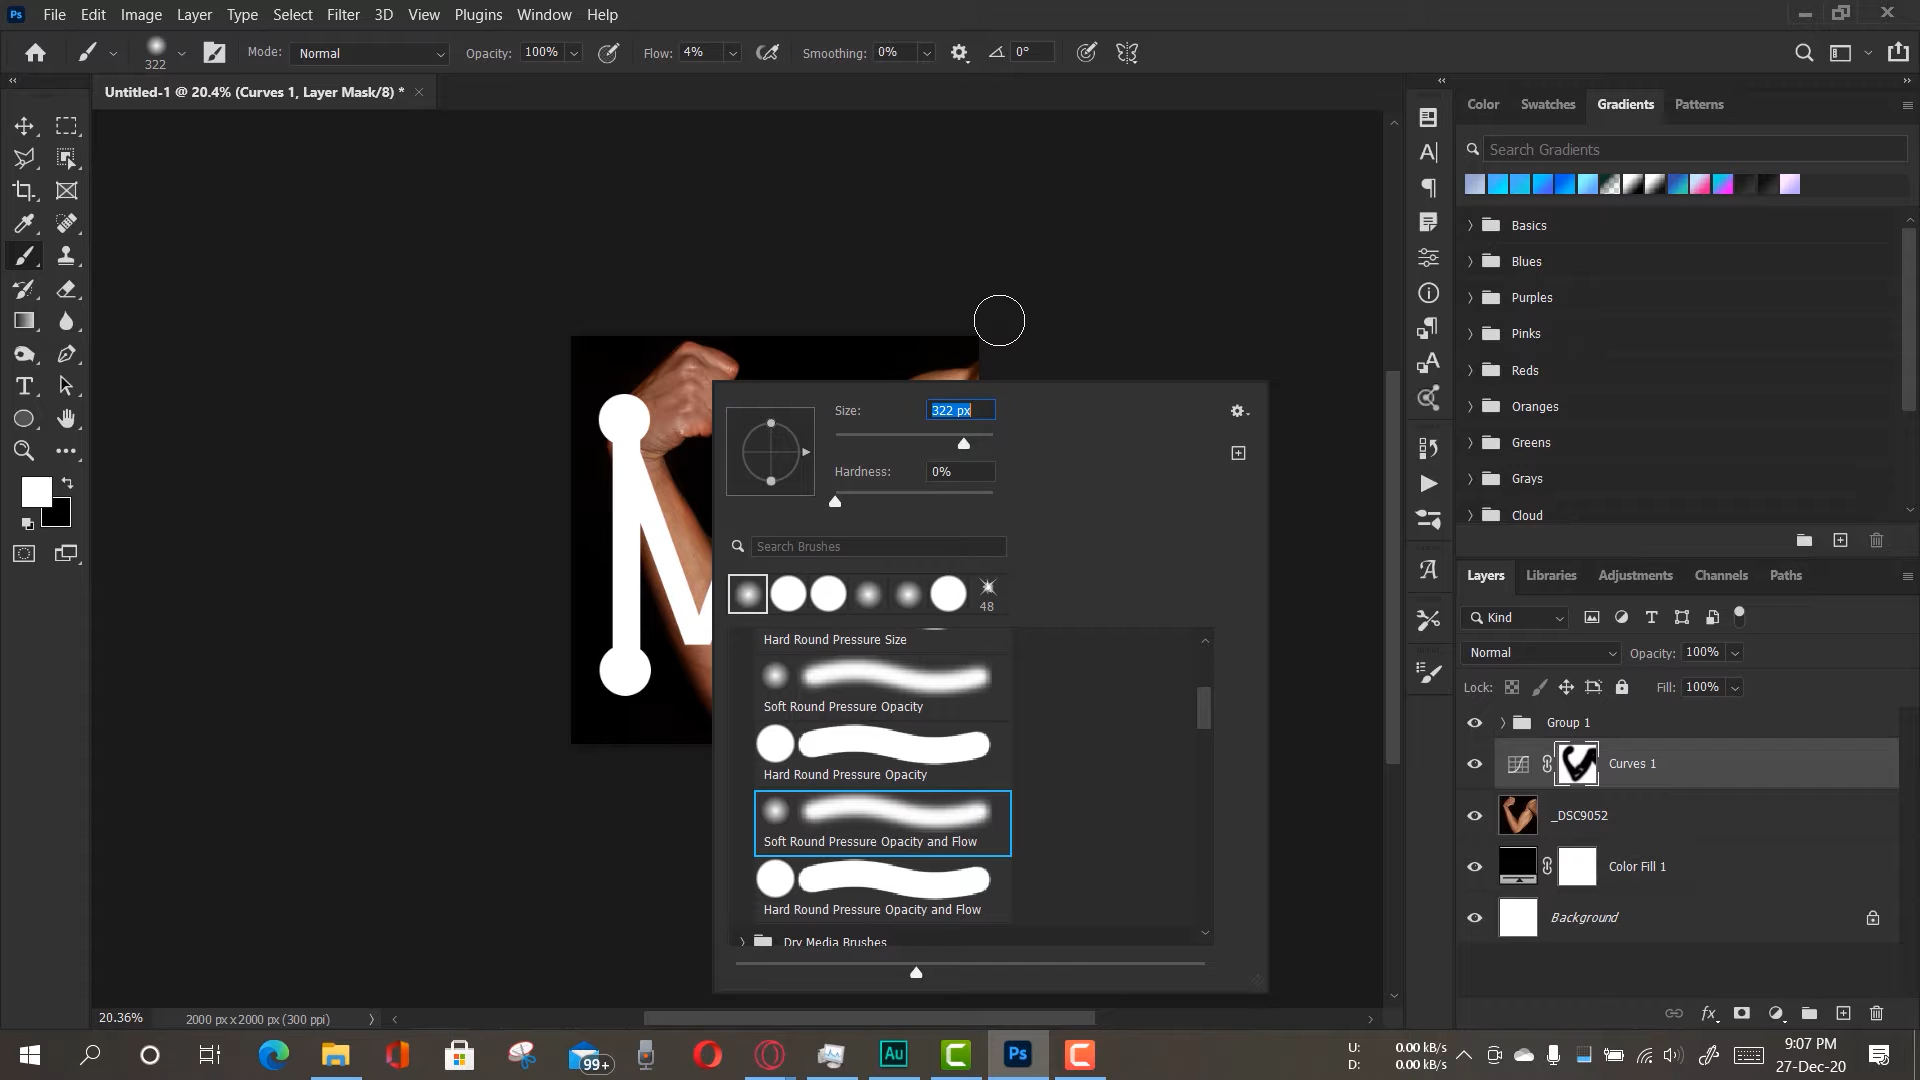 Ps File Edit Image Layer Type Select Filter 3D View Plugins Window Help
322 Mode: Normal Opacity: 100% Flow: 4% Smoothing: 0% 0°
Untitled-1 @ 20.4% (Curves 1, Layer Mask/8) *
Color Swatches Gradients Patterns
Search Gradients
Basics
Blues
Purples
Pinks
Reds
Oranges
Greens
Grays
Cloud
Size: 322 px
Hardness: 0%
Search Brushes
48
Hard Round Pressure Size
Soft Round Pressure Opacity
Hard Round Pressure Opacity
Soft Round Pressure Opacity and Flow
Hard Round Pressure Opacity and Flow
Dry Media Brushes
Layers Libraries Adjustments Channels Paths
Kind
Normal Opacity: 100%
Lock: Fill: 100%
Group 1
Curves 1
_DSC9052
Color Fill 1
Background
fx
20.36% 2000 px x 2000 px (300 ppi)
99+
Au
Ps
U: 0.00 kB/s
D: 0.00 kB/s
9:07 PM
27-Dec-20